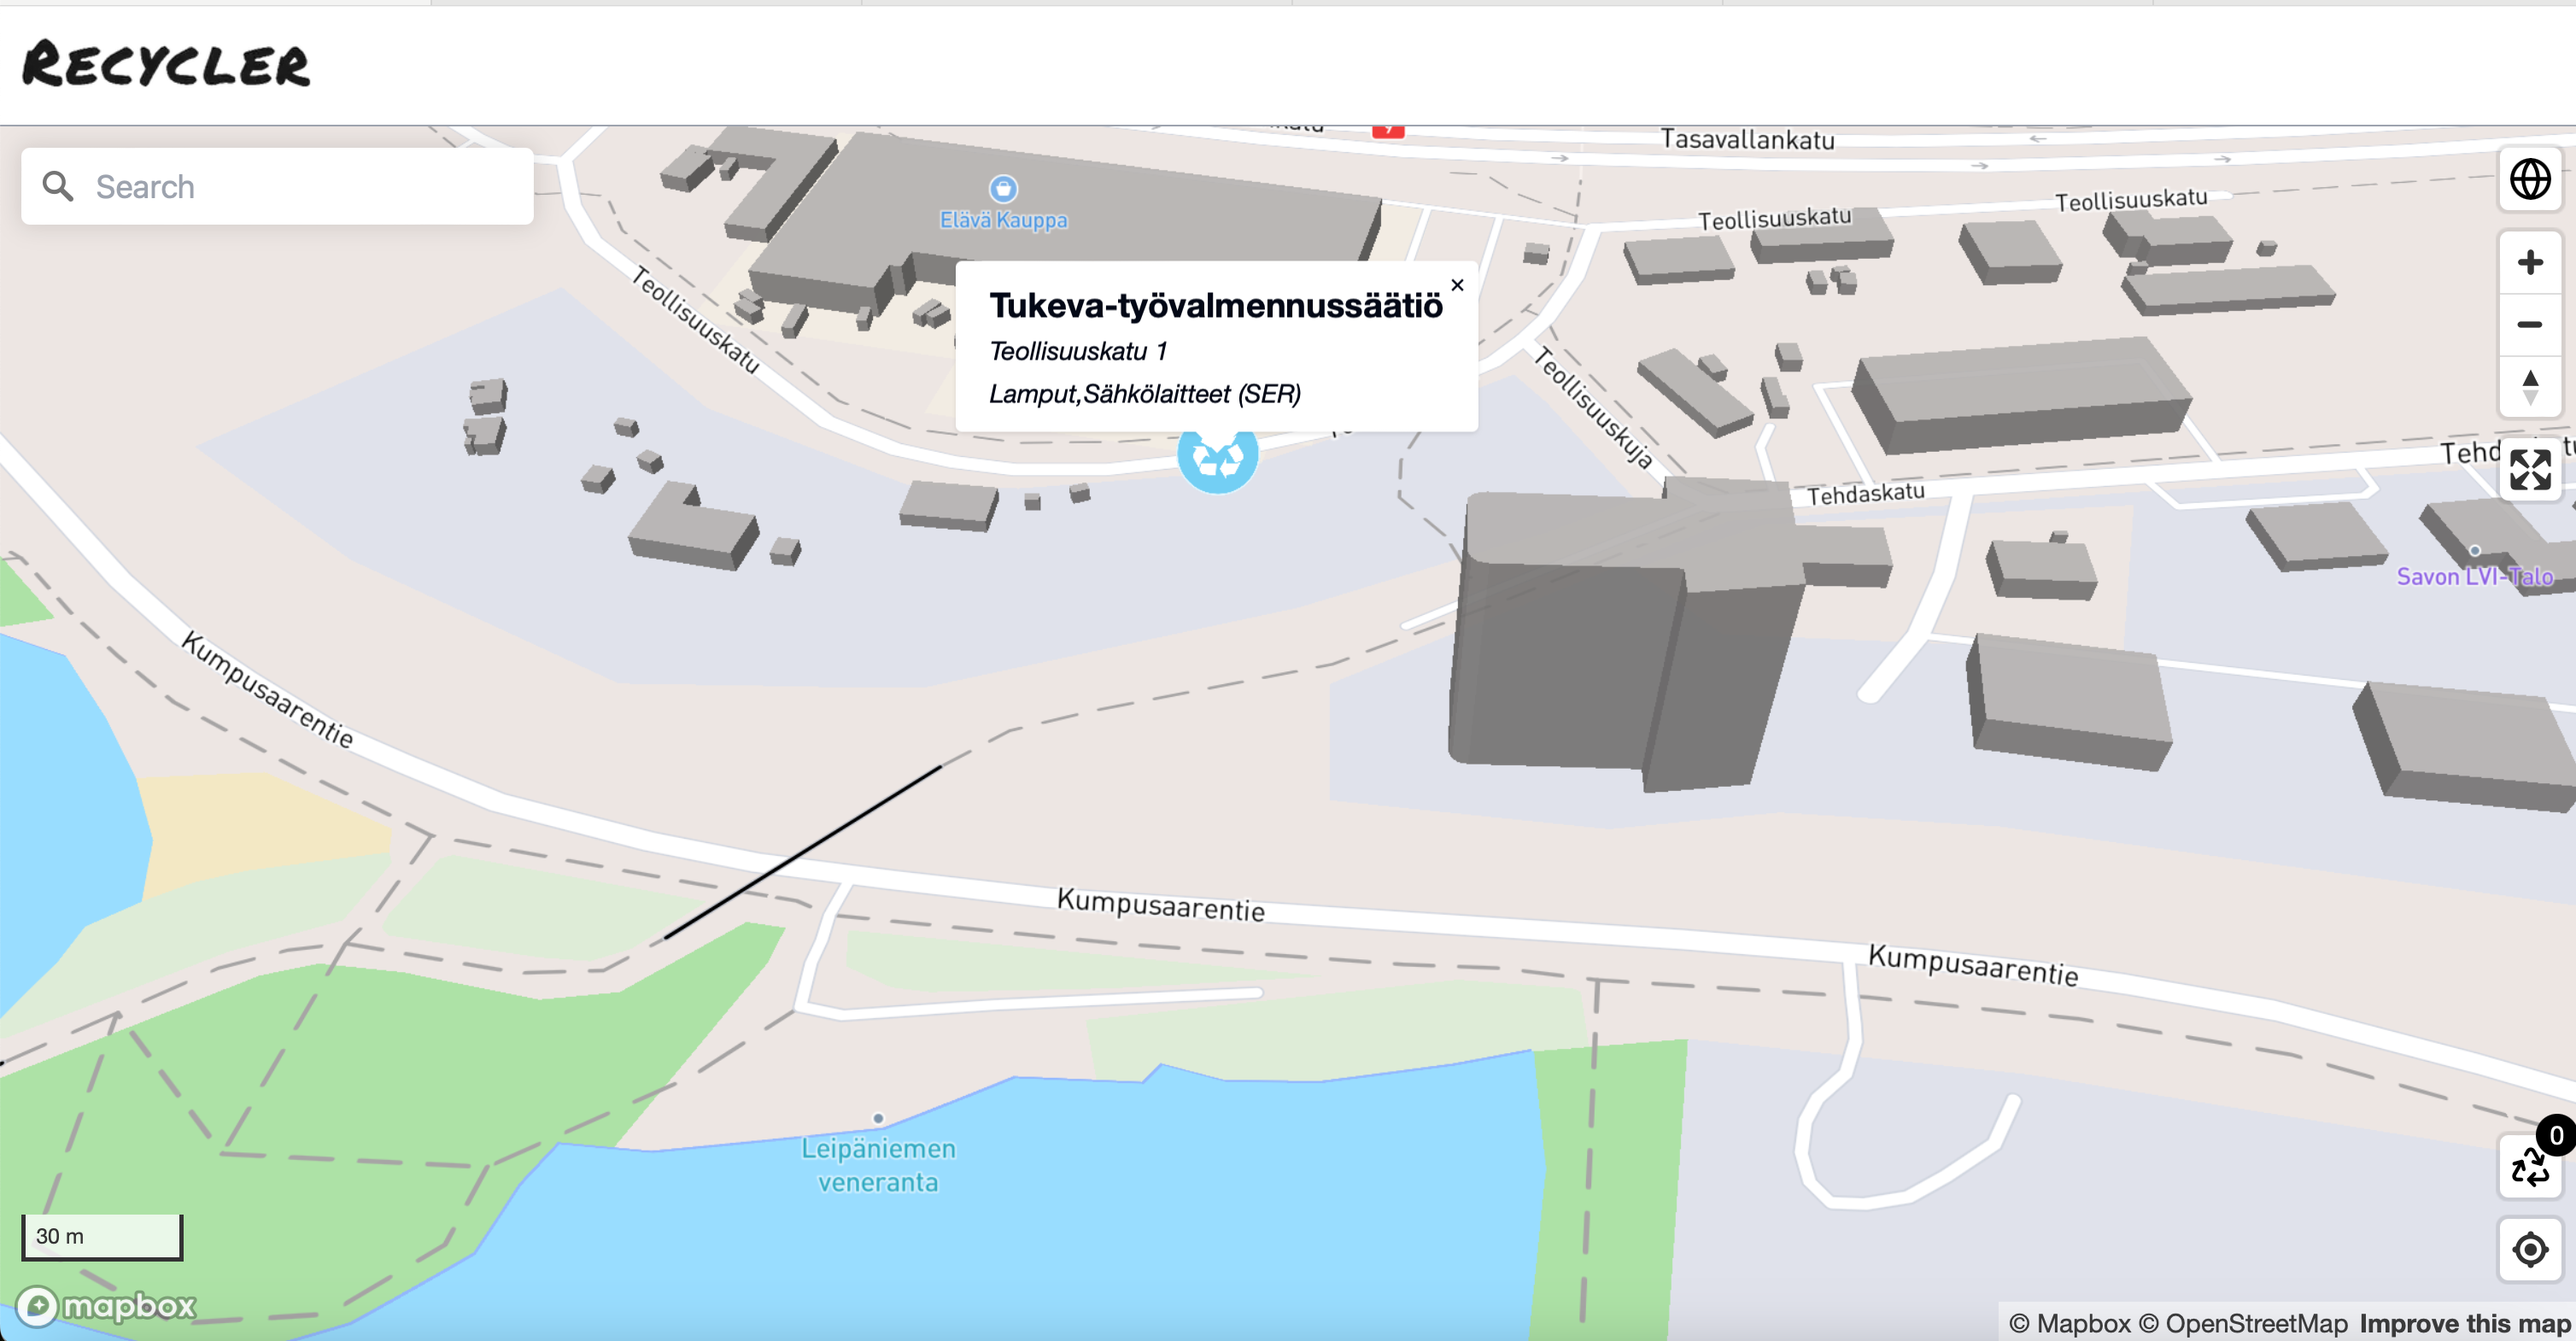 RECYCLER
Search
Tasavallankatu
Teollisuuskatu
Teollisuuskatu
Elävä Kauppa
Teollisuuskatu
Tukeva-työvalmennussäätiö
×
Teollisuuskatu 1
Lamput,Sähkölaitteet (SER)
Teollisuuskuja
Tehdaskatu
Savon LVI-Talo
Kumpusaarentie
Kumpusaarentie
Kumpusaarentie
0
Leipäniemen
veneranta
30 m
mapbox
© Mapbox © OpenStreetMap Improve this map